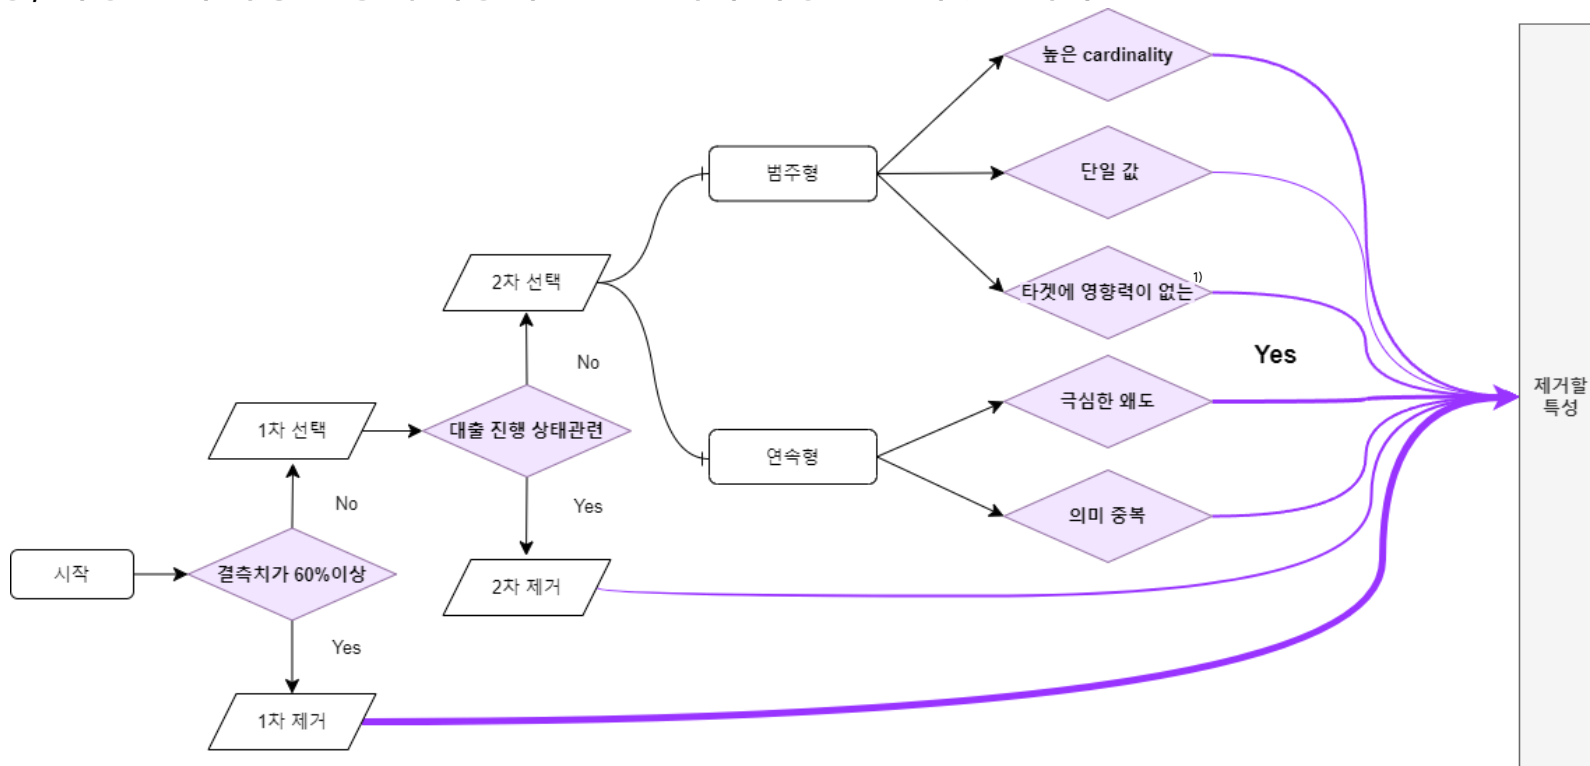 높은 cardinality
단일 값
타겟에 영향력이 없는 1)
범주형
2차 선택
No
Yes
극심한 왜도
제거할
특성
1차 선택
대출 진행 상태관련
연속형
No
Yes
의미 중복
시작
결측치가 60%이상
2차 제거
Yes
1차 제거